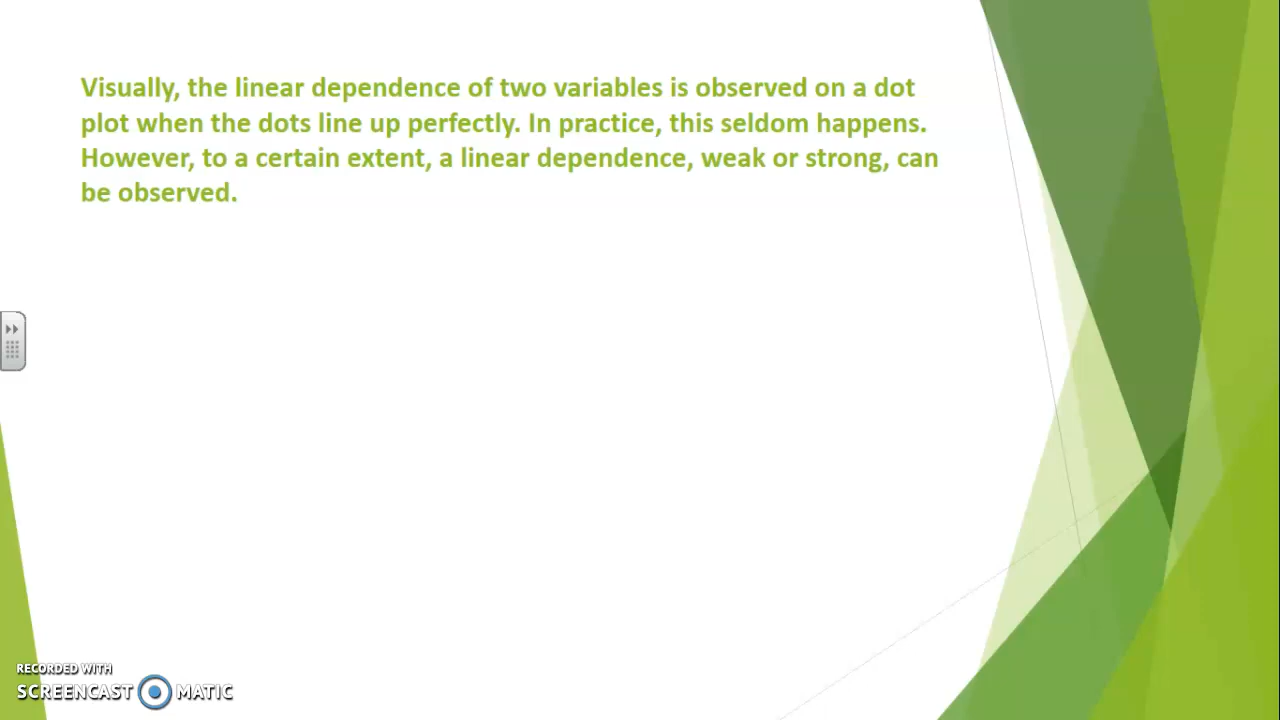 Visually, the linear dependence of two variables is observed on a dot
plot when the dots line up perfectly. In practice, this seldom happens.
However, to a certain extent, a linear dependence, weak or strong, can
be observed.
RECORDED WITH
SCREENCAST MATIC